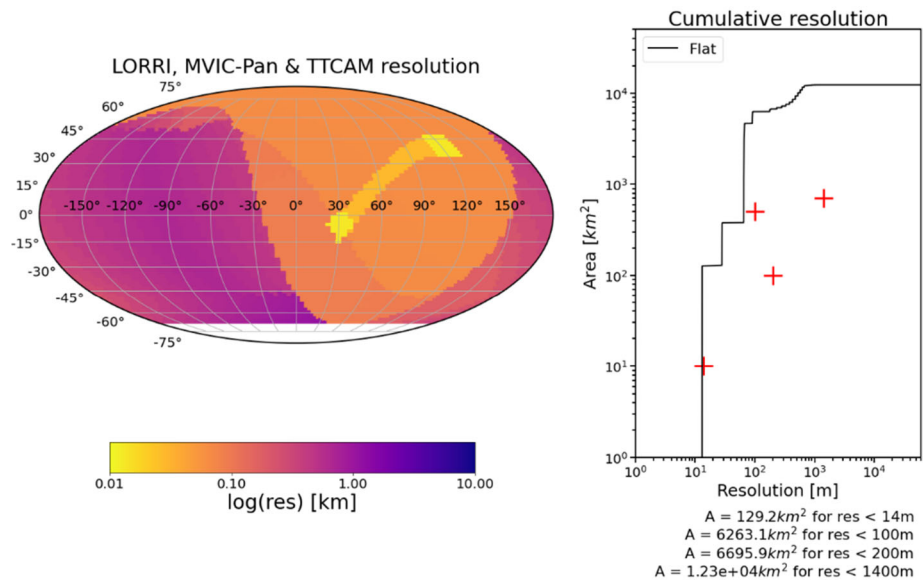 LORRI, MVIC-Pan & TTCAM resolution
75°
60°
45°
30°
15°
0°
-15°
-30°
-45°
-60°
-75°
-150° -120° -90° -60° -30° 0° 30° 60° 90° 120° 150°
0.01 0.10 1.00 10.00
log(res) [km]
Cumulative resolution
Flat
Area [km²]
10⁴
10³
10²
10¹
10⁰
10⁰ 10¹ 10² 10³ 10⁴
Resolution [m]
A = 129.2km² for res < 14m
A = 6263.1km² for res < 100m
A = 6695.9km² for res < 200m
A = 1.23e+04km² for res < 1400m